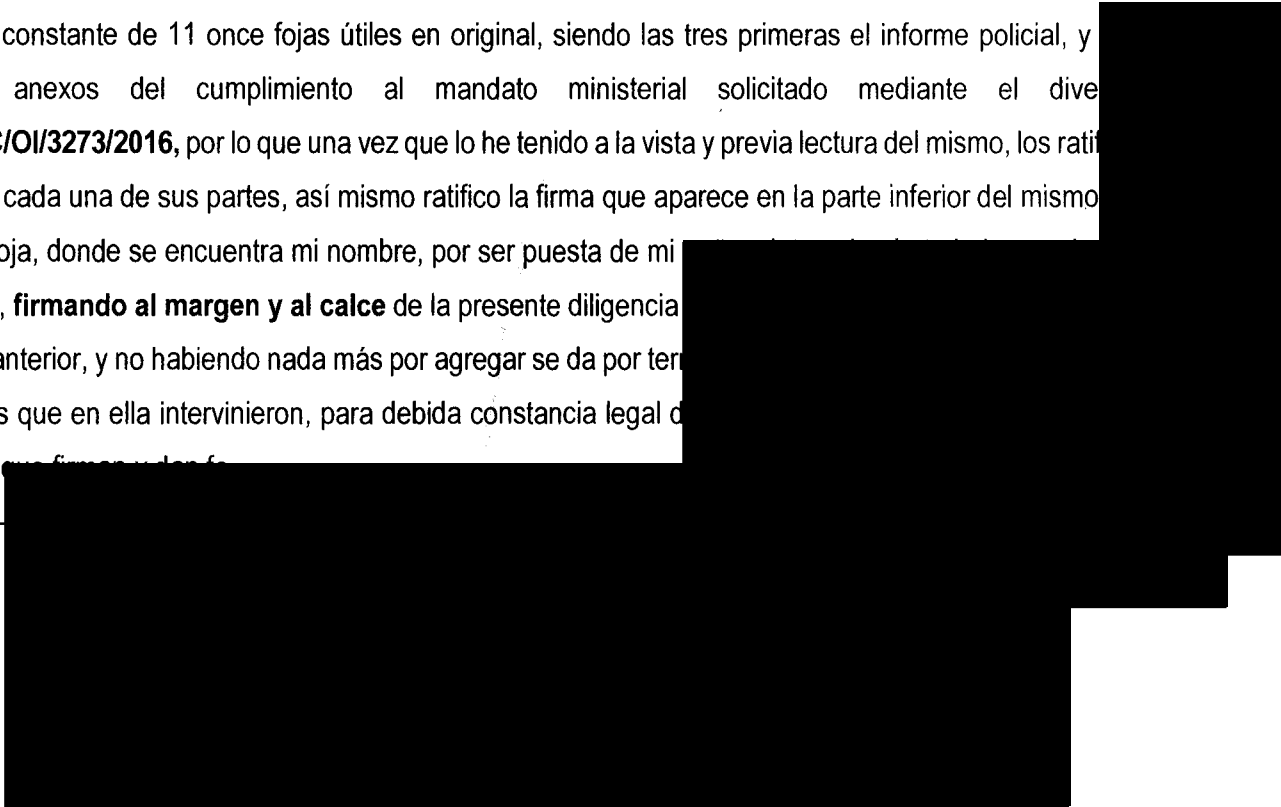 constante de 11 once fojas útiles en original, siendo las tres primeras el informe policial, y
anexos del cumplimiento al mandato ministerial solicitado mediante el dive
/OI/3273/2016, por lo que una vez que lo he tenido a la vista y previa lectura del mismo, los ratif
cada una de sus partes, así mismo ratifico la firma que aparece en la parte inferior del mismo
oja, donde se encuentra mi nombre, por ser puesta de mi
, firmando al margen y al calce de la presente diligencia
anterior, y no habiendo nada más por agregar se da por ter
s que en ella intervinieron, para debida constancia legal d
que firman y dan fe